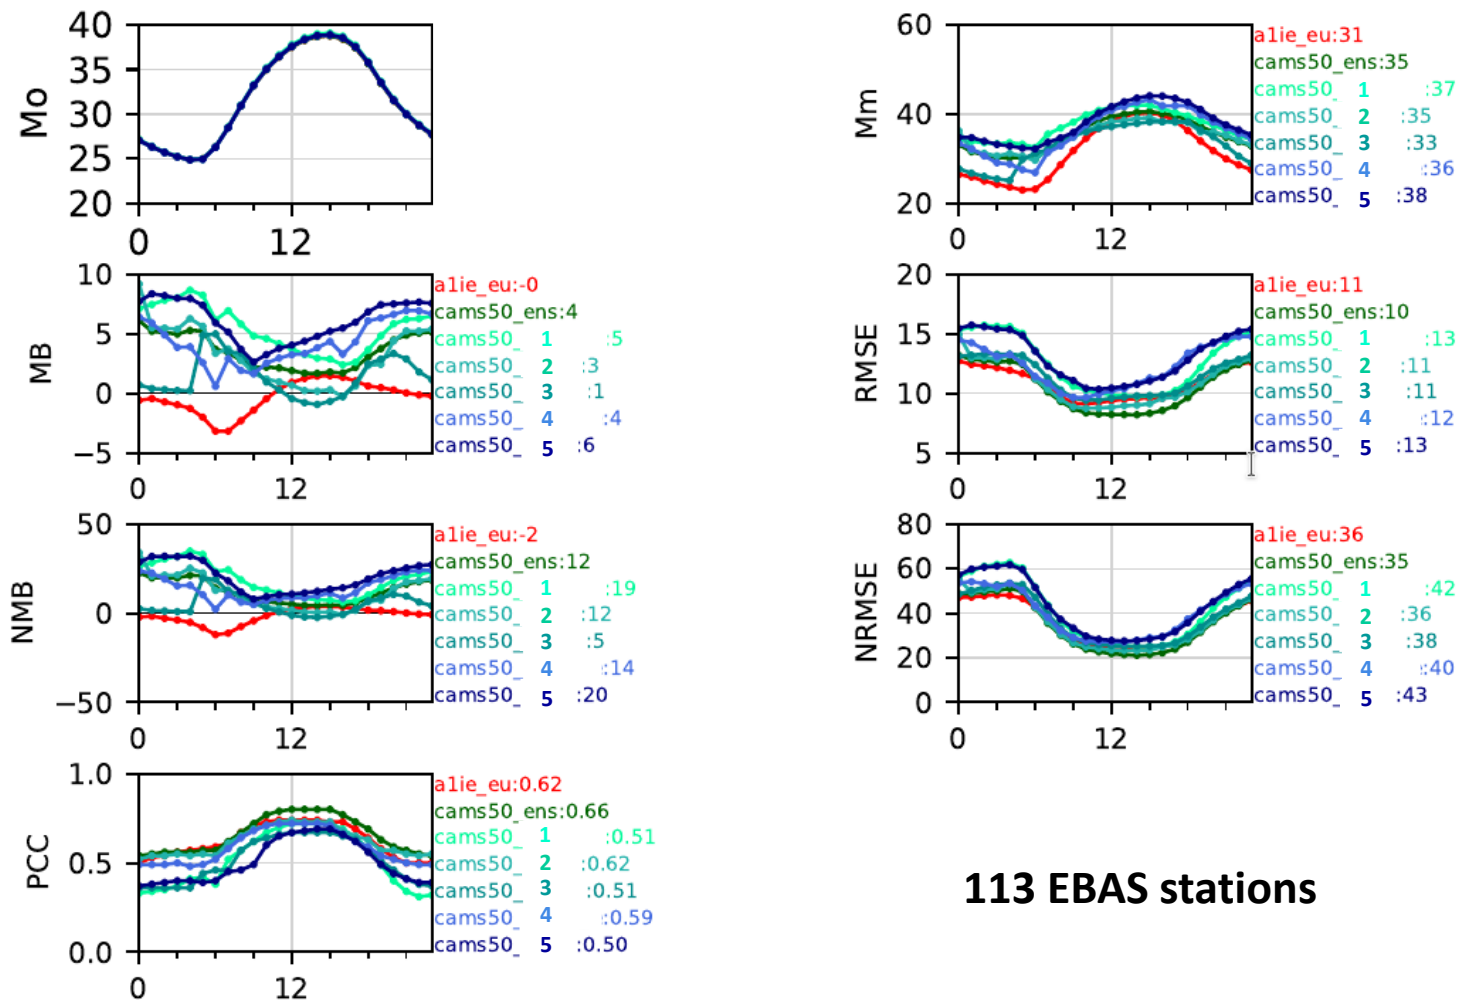 Mo
40
35
30
25
20
0 12
Mm
60
40
20
0 12
a1ie_eu:31
cams50_ens:35
cams50_ 1 :37
cams50_ 2 :35
cams50_ 3 :33
cams50_ 4 :36
cams50_ 5 :38
MB
10
5
0
−5
0 12
a1ie_eu:-0
cams50_ens:4
cams50_ 1 :5
cams50_ 2 :3
cams50_ 3 :1
cams50_ 4 :4
cams50_ 5 :6
RMSE
20
15
10
5
0 12
a1ie_eu:11
cams50_ens:10
cams50_ 1 :13
cams50_ 2 :11
cams50_ 3 :11
cams50_ 4 :12
cams50_ 5 :13
NMB
50
0
−50
0 12
a1ie_eu:-2
cams50_ens:12
cams50_ 1 :19
cams50_ 2 :12
cams50_ 3 :5
cams50_ 4 :14
cams50_ 5 :20
NRMSE
80
60
40
20
0
0 12
a1ie_eu:36
cams50_ens:35
cams50_ 1 :42
cams50_ 2 :36
cams50_ 3 :38
cams50_ 4 :40
cams50_ 5 :43
PCC
1.0
0.5
0.0
0 12
a1ie_eu:0.62
cams50_ens:0.66
cams50_ 1 :0.51
cams50_ 2 :0.62
cams50_ 3 :0.51
cams50_ 4 :0.59
cams50_ 5 :0.50
113 EBAS stations